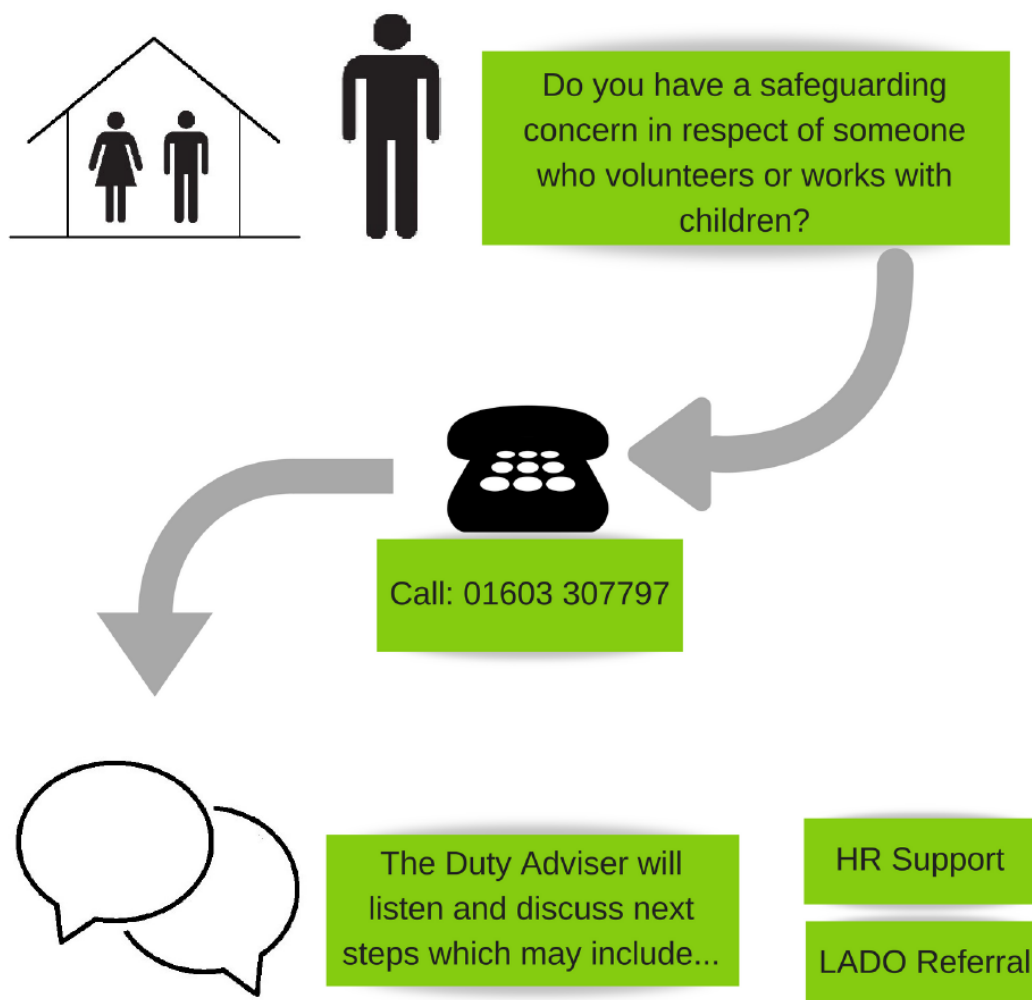 Do you have a safeguarding
concern in respect of someone
who volunteers or works with
children?
Call: 01603 307797
The Duty Adviser will
listen and discuss next
steps which may include...
HR Support
LADO Referral